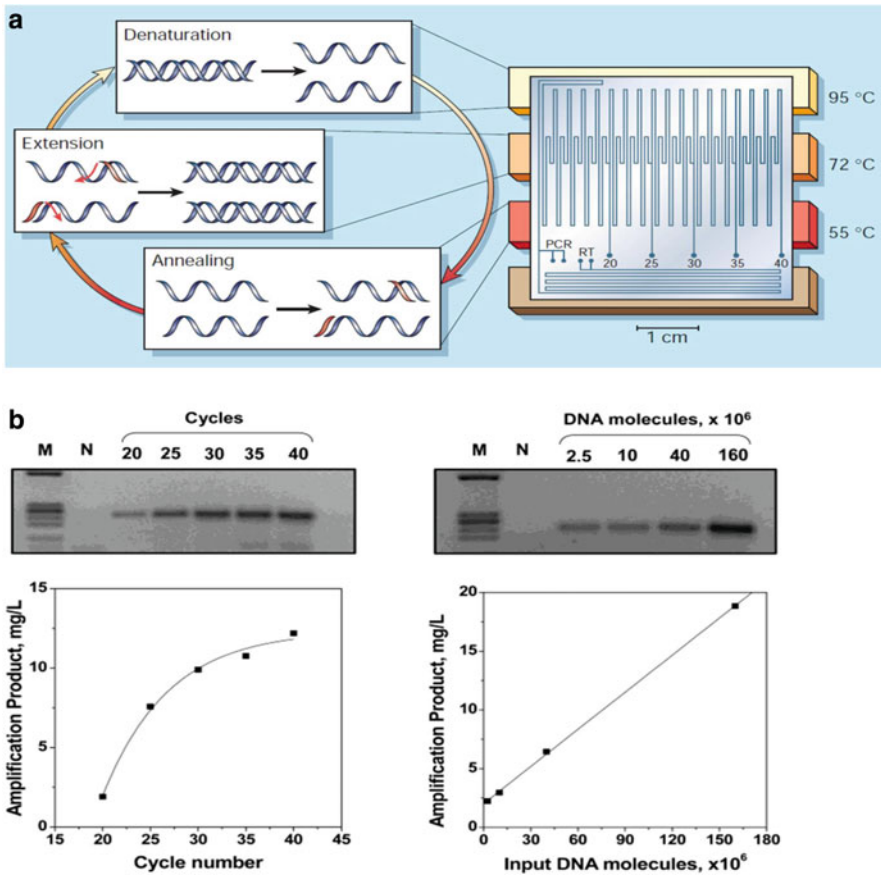 a
Denaturation
95 °C
Extension
72 °C
55 °C
Annealing
PCR
RT
20 25 30 35 40
1 cm
b
Cycles
M N 20 25 30 35 40
DNA molecules, x 10⁶
M N 2.5 10 40 160
Amplification Product, mg/L
15
10
5
0
15 20 25 30 35 40 45
Cycle number
Amplification Product, mg/L
20
15
10
5
0
0 30 60 90 120 150 180
Input DNA molecules, x10⁶